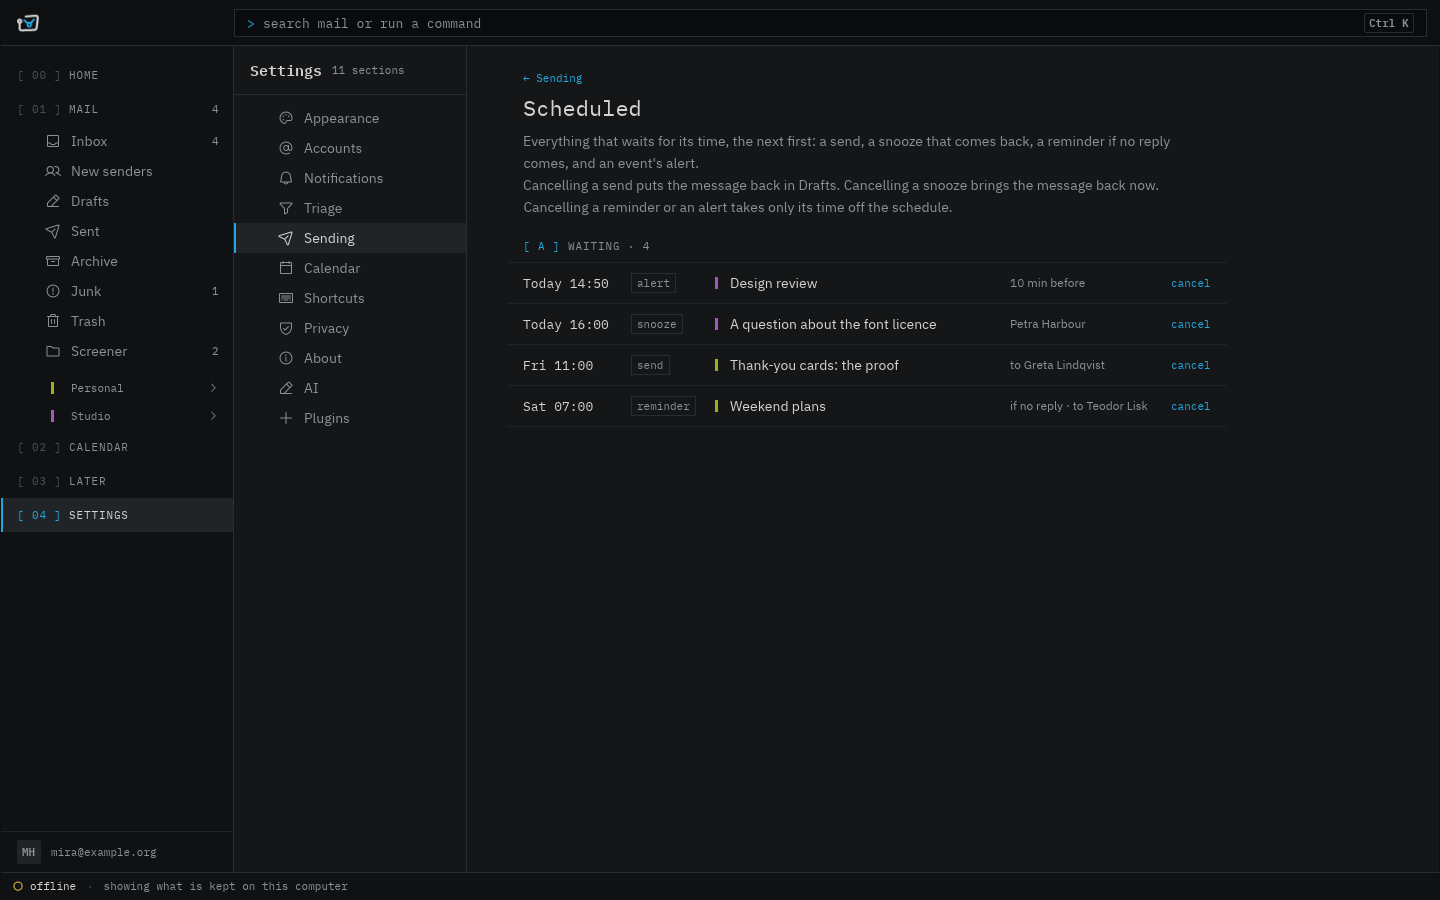 > search mail or run a command
Ctrl K
[ 00 ] HOME
[ 01 ] MAIL 4
Inbox 4
New senders
Drafts
Sent
Archive
Junk 1
Trash
Screener 2
Personal
Studio
[ 02 ] CALENDAR
[ 03 ] LATER
[ 04 ] SETTINGS
MH mira@example.org
Settings 11 sections
Appearance
Accounts
Notifications
Triage
Sending
Calendar
Shortcuts
Privacy
About
AI
Plugins
← Sending
Scheduled
Everything that waits for its time, the next first: a send, a snooze that comes back, a reminder if no reply
comes, and an event's alert.
Cancelling a send puts the message back in Drafts. Cancelling a snooze brings the message back now.
Cancelling a reminder or an alert takes only its time off the schedule.
[ A ] WAITING · 4
Today 14:50 alert Design review 10 min before cancel
Today 16:00 snooze A question about the font licence Petra Harbour cancel
Fri 11:00 send Thank-you cards: the proof to Greta Lindqvist cancel
Sat 07:00 reminder Weekend plans if no reply · to Teodor Lisk cancel
offline · showing what is kept on this computer